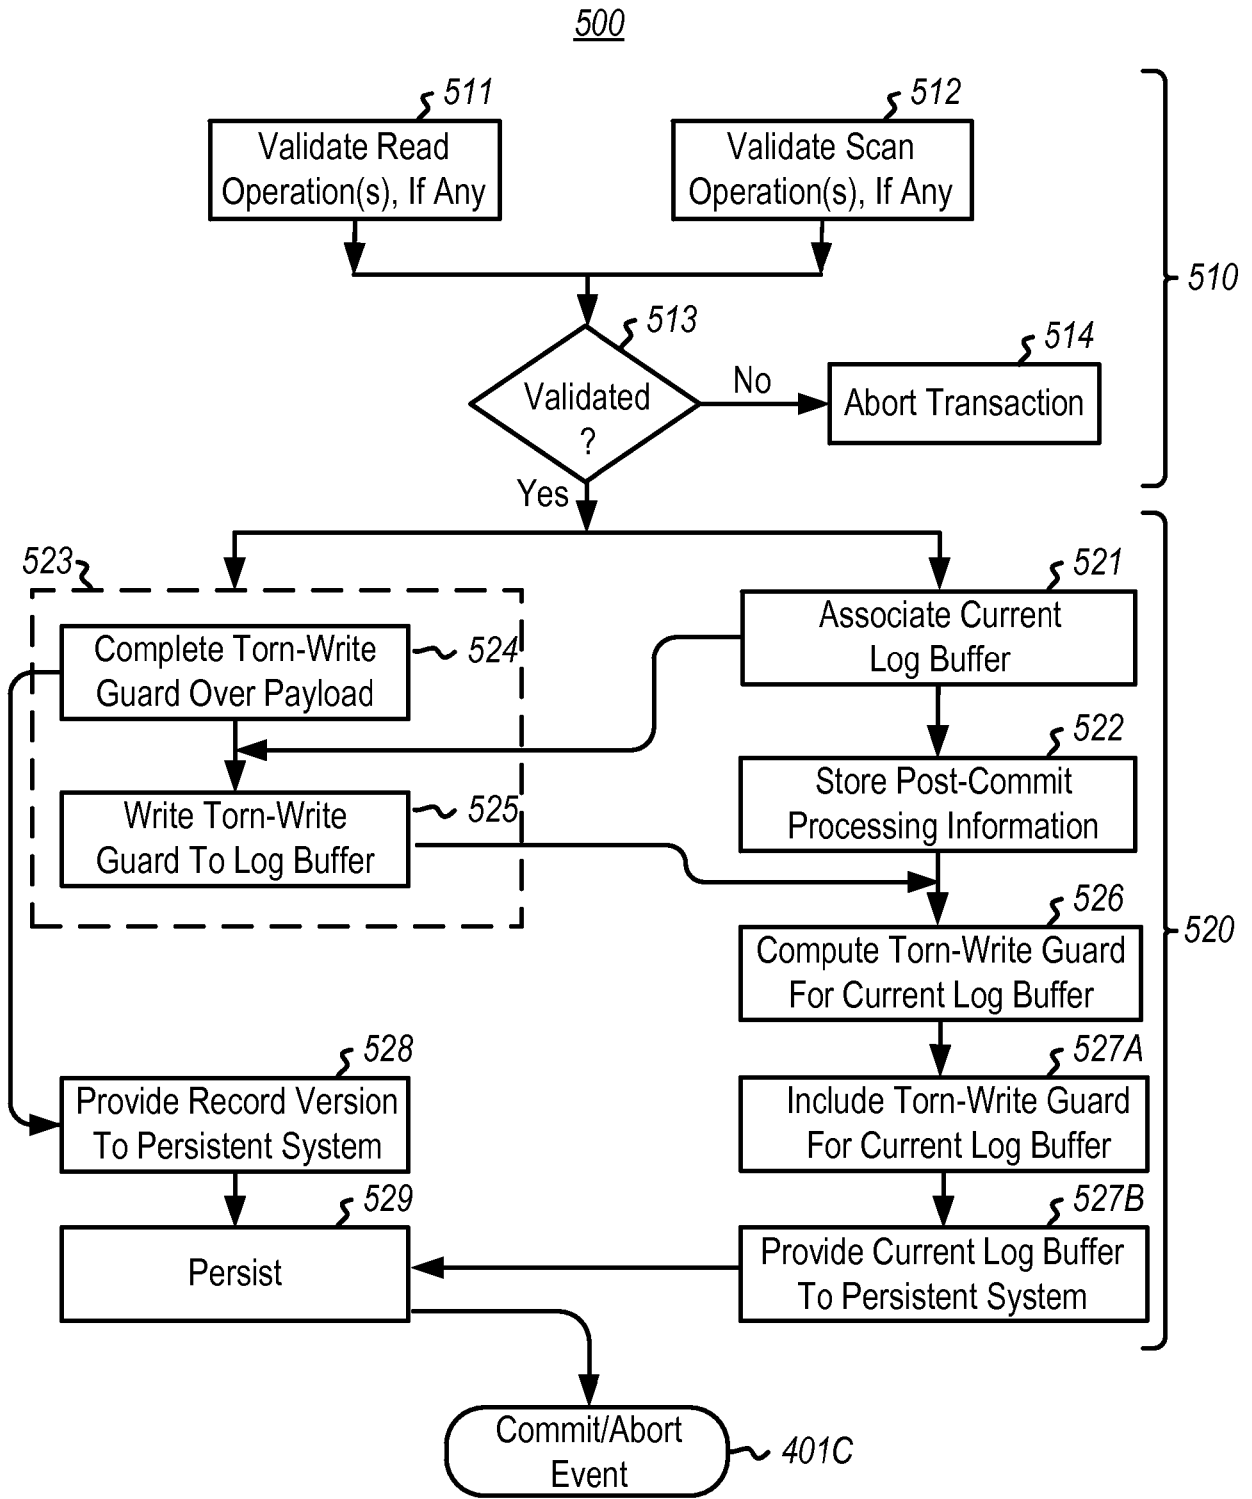 500
511
Validate Read
Operation(s), If Any
512
Validate Scan
Operation(s), If Any
510
513
Validated
?
No
514
Abort Transaction
Yes
523
Complete Torn-Write
Guard Over Payload
524
521
Associate Current
Log Buffer
522
Store Post-Commit
Processing Information
Write Torn-Write
Guard To Log Buffer
525
526
Compute Torn-Write Guard
For Current Log Buffer
520
528
Provide Record Version
To Persistent System
527A
Include Torn-Write Guard
For Current Log Buffer
529
Persist
527B
Provide Current Log Buffer
To Persistent System
Commit/Abort
Event
401C